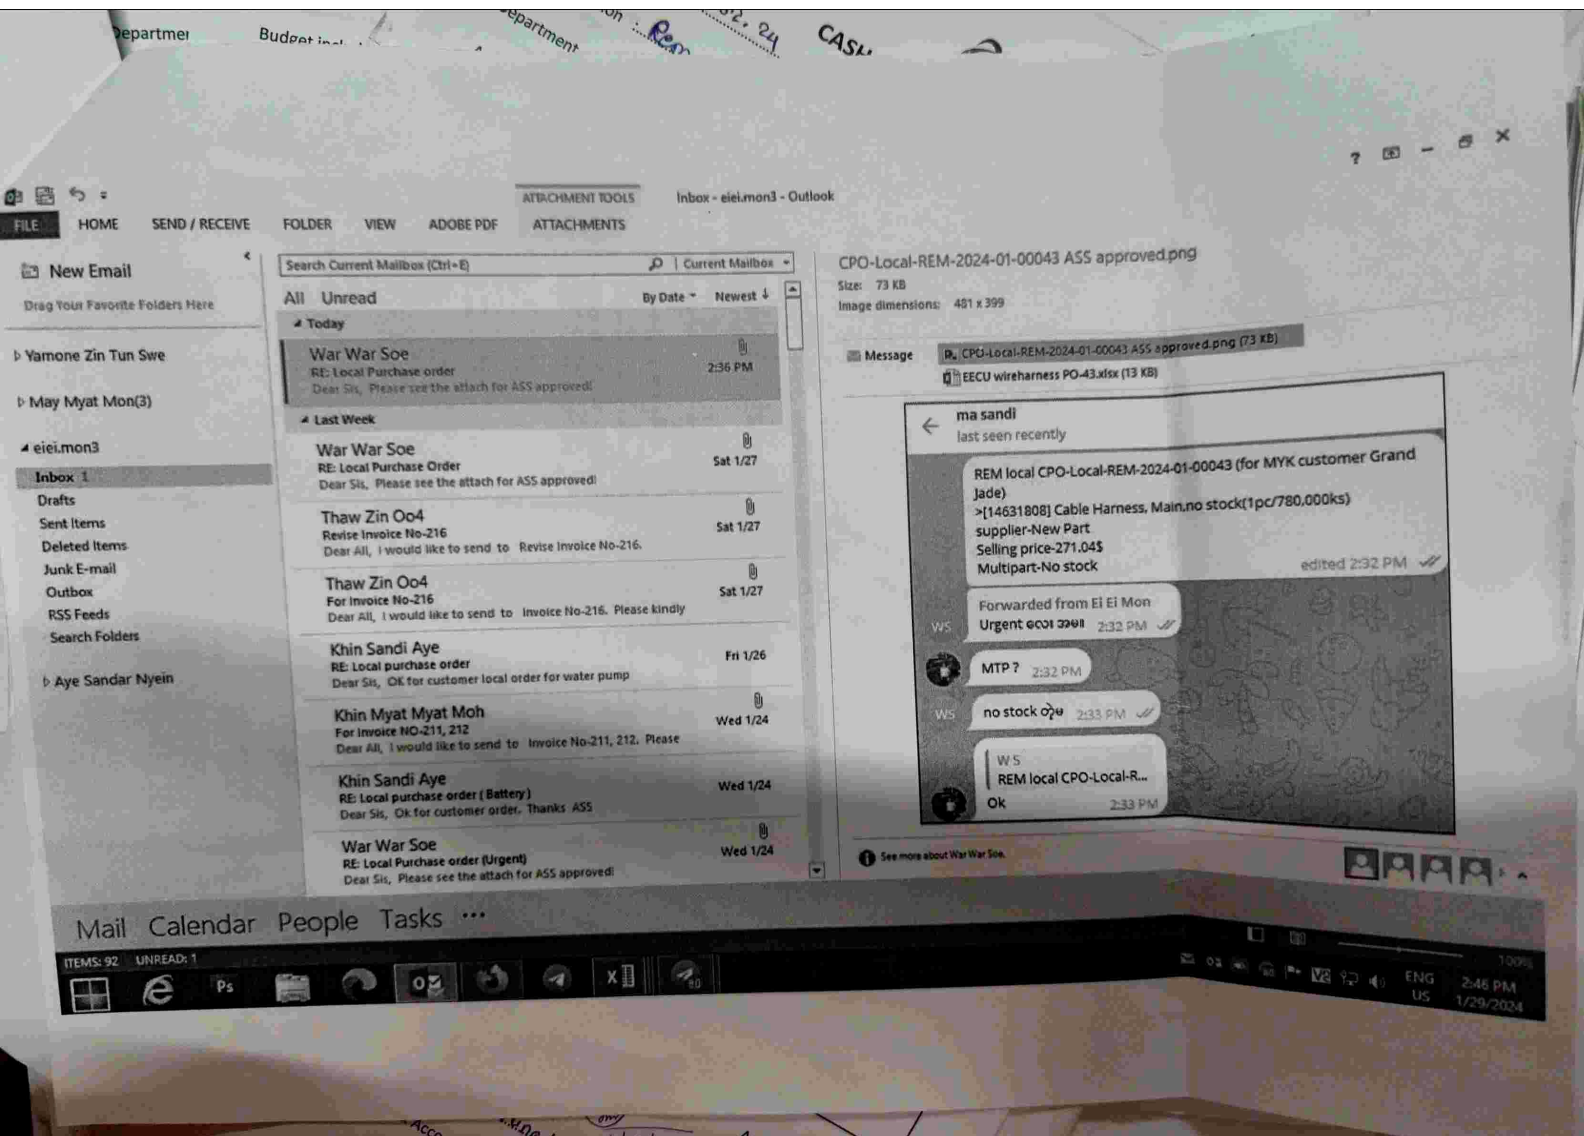 Departmer
Budget incl
epartment
on : Rem
24
CASH
ATTACHMENT TOOLS
Inbox - eiei.mon3 - Outlook
FILE HOME SEND / RECEIVE FOLDER VIEW ADOBE PDF ATTACHMENTS
New Email
Drag Your Favorite Folders Here
Yamone Zin Tun Swe
May Myat Mon(3)
eiei.mon3
Inbox 1
Drafts
Sent Items
Deleted Items
Junk E-mail
Outbox
RSS Feeds
Search Folders
Aye Sandar Nyein
Search Current Mailbox (Ctrl+E) Current Mailbox
All Unread By Date Newest ↓
Today
War War Soe
RE: Local Purchase order 2:36 PM
Dear Sis, Please see the attach for ASS approved!
Last Week
War War Soe
RE: Local Purchase Order Sat 1/27
Dear Sis, Please see the attach for ASS approved!
Thaw Zin Oo4
Revise Invoice No-216 Sat 1/27
Dear All, I would like to send to Revise Invoice No-216.
Thaw Zin Oo4
For Invoice No-216 Sat 1/27
Dear All, I would like to send to Invoice No-216. Please kindly
Khin Sandi Aye
RE: Local purchase order Fri 1/26
Dear Sis, OK for customer local order for water pump
Khin Myat Myat Moh
For Invoice NO-211, 212 Wed 1/24
Dear All, I would like to send to Invoice No-211, 212. Please
Khin Sandi Aye
RE: Local purchase order ( Battery ) Wed 1/24
Dear Sis, Ok for customer order. Thanks ASS
War War Soe
RE: Local Purchase order (Urgent) Wed 1/24
Dear Sis, Please see the attach for ASS approved!
CPO-Local-REM-2024-01-00043 ASS approved.png
Size: 73 KB
Image dimensions: 481 x 399
Message CPO-Local-REM-2024-01-00043 ASS approved.png (73 KB)
EECU wireharness PO-43.xlsx (13 KB)
ma sandi
last seen recently
REM local CPO-Local-REM-2024-01-00043 (for MYK customer Grand
Jade)
>[14631808] Cable Harness, Main,no stock(1pc/780,000ks)
supplier-New Part
Selling price-271.04$
Multipart-No stock
edited 2:32 PM
Forwarded from Ei Ei Mon
WS Urgent လေး အမ။ 2:32 PM
MTP ? 2:32 PM
WS no stock ဘူးမ 2:33 PM
W S
REM local CPO-Local-R...
Ok 2:33 PM
See more about War War Soe.
Mail Calendar People Tasks ···
ITEMS: 92 UNREAD: 1
100%
Ps
ENG
US
2:46 PM
1/29/2024
Acco